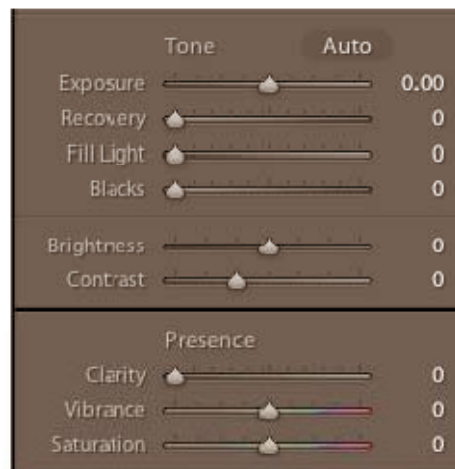 Tone Auto
Exposure 0.00
Recovery 0
Fill Light 0
Blacks 0
Brightness 0
Contrast 0
Presence
Clarity 0
Vibrance 0
Saturation 0